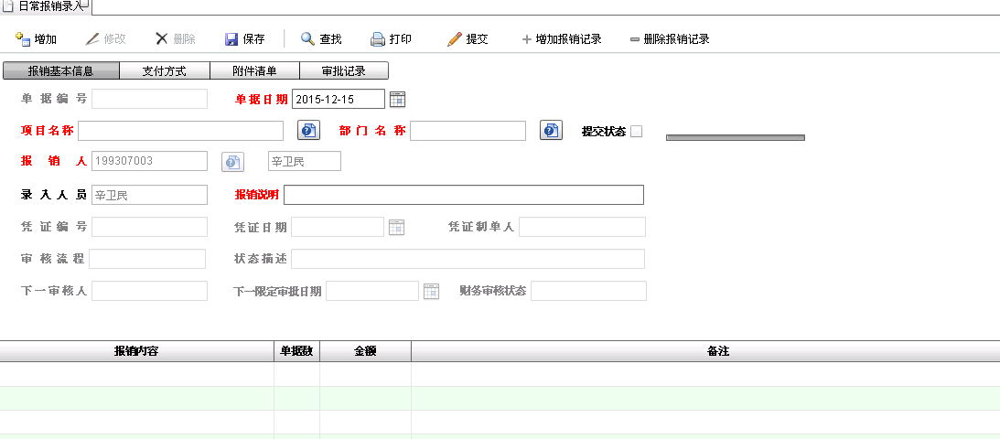 日常报销录入
增加 修改 删除 保存 查找 打印 提交 增加报销记录 删除报销记录
报销基本信息 支付方式 附件清单 审批记录
单据编号 单据日期 2015-12-15
项目名称 部门名称 提交状态
报销人 199307003 辛卫民
录入人员 辛卫民 报销说明
凭证编号 凭证日期 凭证制单人
审核流程 状态描述
下一审核人 下一限定审批日期 财务审核状态
报销内容 单据数 金额 备注